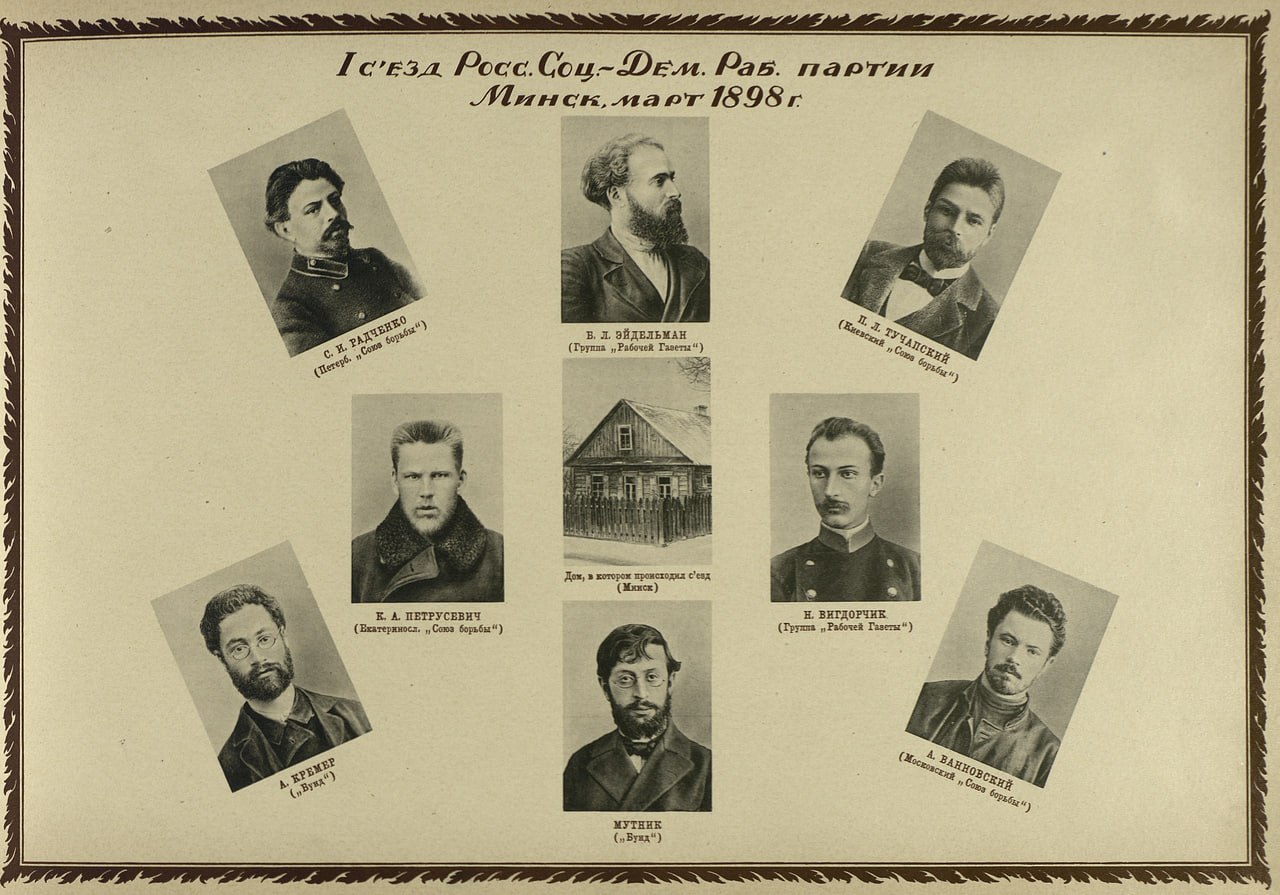 I с'езд Росс. Соц.-Дем. Раб. партии
Минск, март 1898 г.
С. И. РАДЧЕНКО
(Петерб. „Союз борьбы“)
Б. Л. ЭЙДЕЛЬМАН
(Группа „Рабочей Газеты“)
П. Л. ТУЧАПСКИЙ
(Киевский „Союз борьбы“)
К. А. ПЕТРУСЕВИЧ
(Екатериносл. „Союз борьбы“)
Дом, в котором происходил с'езд
(Минск)
Н. ВИГДОРЧИК
(Группа „Рабочей Газеты“)
А. КРЕМЕР
(„Бунд“)
МУТНИК
(„Бунд“)
А. ВАННОВСКИЙ
(Московский „Союз борьбы“)